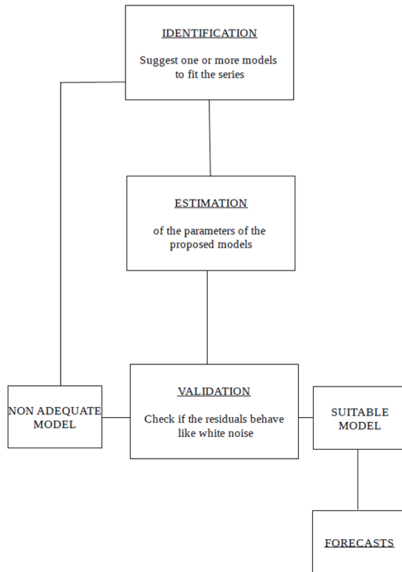 IDENTIFICATION
Suggest one or more models
to fit the series
ESTIMATION
of the parameters of the
proposed models
VALIDATION
Check if the residuals behave
like white noise
NON ADEQUATE
MODEL
SUITABLE
MODEL
FORECASTS